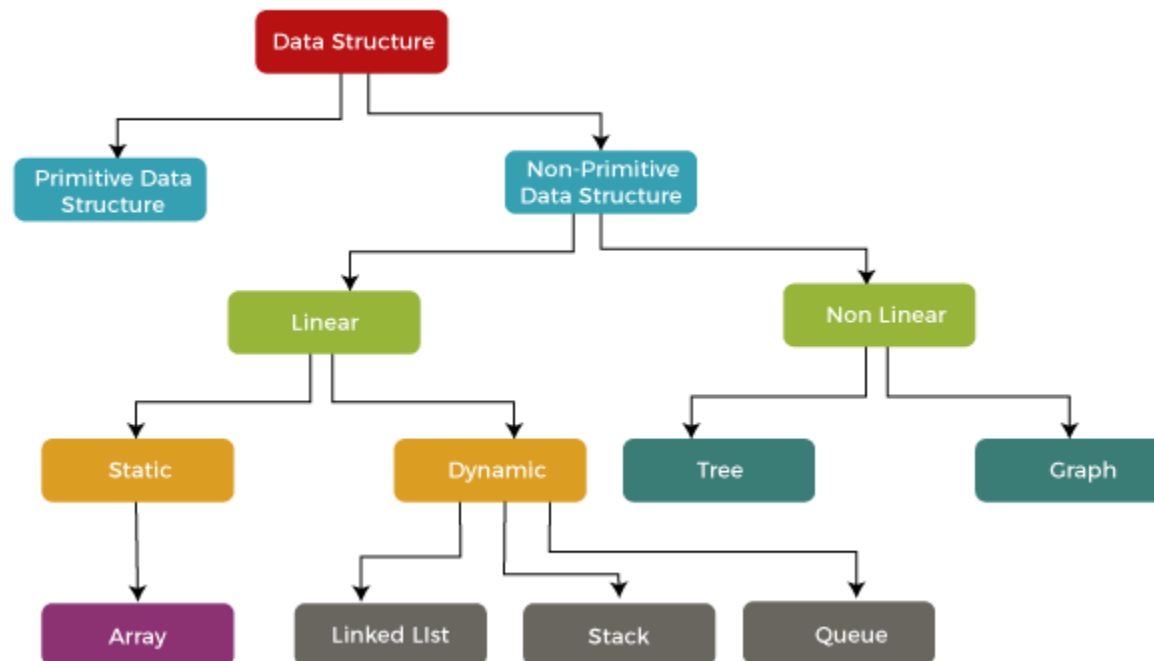 Data Structure
Primitive Data
Structure
Non-Primitive
Data Structure
Linear
Non Linear
Static
Dynamic
Tree
Graph
Array
Linked LIst
Stack
Queue